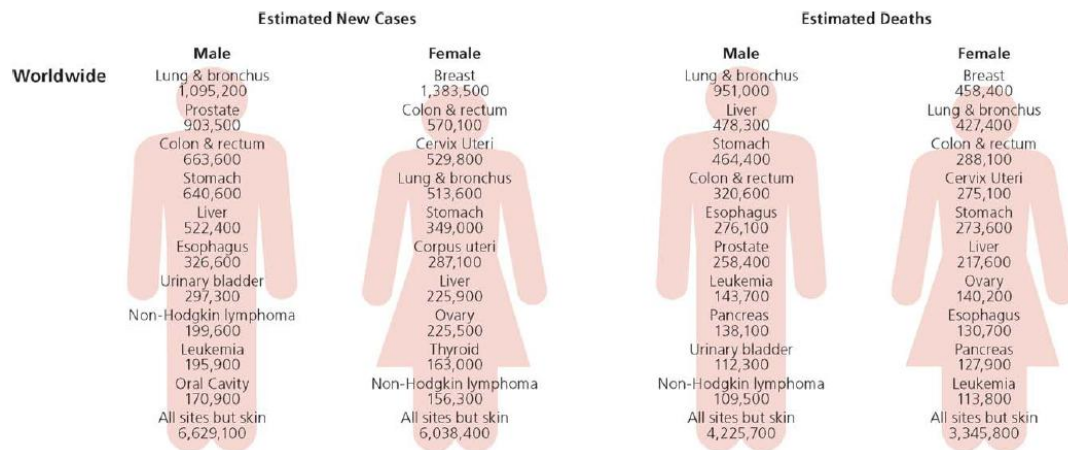 Estimated New Cases
Estimated Deaths
Worldwide
Male
Lung & bronchus
1,095,200
Prostate
903,500
Colon & rectum
663,600
Stomach
640,600
Liver
522,400
Esophagus
326,600
Urinary bladder
297,300
Non-Hodgkin lymphoma
199,600
Leukemia
195,900
Oral Cavity
170,900
All sites but skin
6,629,100
Female
Breast
1,383,500
Colon & rectum
570,100
Cervix Uteri
529,800
Lung & bronchus
513,600
Stomach
349,000
Corpus uteri
287,100
Liver
225,900
Ovary
225,500
Thyroid
163,000
Non-Hodgkin lymphoma
156,300
All sites but skin
6,038,400
Male
Lung & bronchus
951,000
Liver
478,300
Stomach
464,400
Colon & rectum
320,600
Esophagus
276,100
Prostate
258,400
Leukemia
143,700
Pancreas
138,100
Urinary bladder
112,300
Non-Hodgkin lymphoma
109,500
All sites but skin
4,225,700
Female
Breast
458,400
Lung & bronchus
427,400
Colon & rectum
288,100
Cervix Uteri
275,100
Stomach
273,600
Liver
217,600
Ovary
140,200
Esophagus
130,700
Pancreas
127,900
Leukemia
113,800
All sites but skin
3,345,800